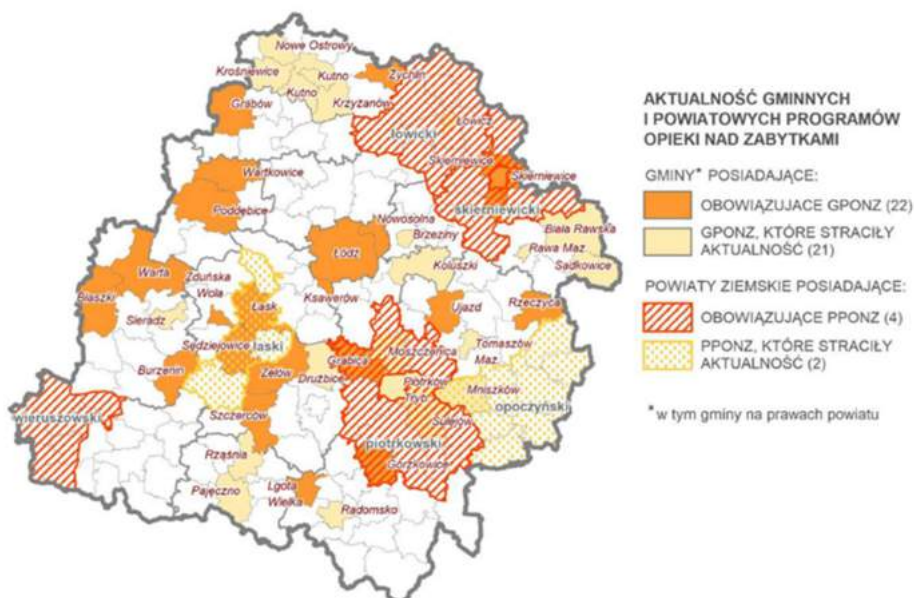 Nowe Ostrowy
Krośniewice
Kutno
Żychlin
Kutno
Grabów
Krzyżanów
Łowicz
łowicki
Skierniewice
Skierniewice
Wartkowice
skierniewicki
Poddębice
Nowosolna
Brzeziny
Biała Rawska
Łódź
Rawa Maz.
Koluszki
Sadkowice
Warta
Zduńska
Wola
Łask
Ksawerów
Ujazd
Rzeczyca
Błaszki
Sieradz
Sędziejowice
łaski
Moszczenica
Tomaszów
Maz.
Grabica
Burzenin
Zelów
Drużbice
Piotrków
Tryb.
Mniszków
opoczyński
wieruszowski
Szczerców
Sulejów
piotrkowski
Rząśnia
Gorzkowice
Pajęczno
Lgota
Wielka
Radomsko
AKTUALNOŚĆ GMINNYCH
I POWIATOWYCH PROGRAMÓW
OPIEKI NAD ZABYTKAMI
GMINY* POSIADAJĄCE:
OBOWIĄZUJACE GPONZ (22)
GPONZ, KTÓRE STRACIŁY
AKTUALNOŚĆ (21)
POWIATY ZIEMSKIE POSIADAJĄCE:
OBOWIĄZUJĄCE PPONZ (4)
PPONZ, KTÓRE STRACIŁY
AKTUALNOŚĆ (2)
*w tym gminy na prawach powiatu